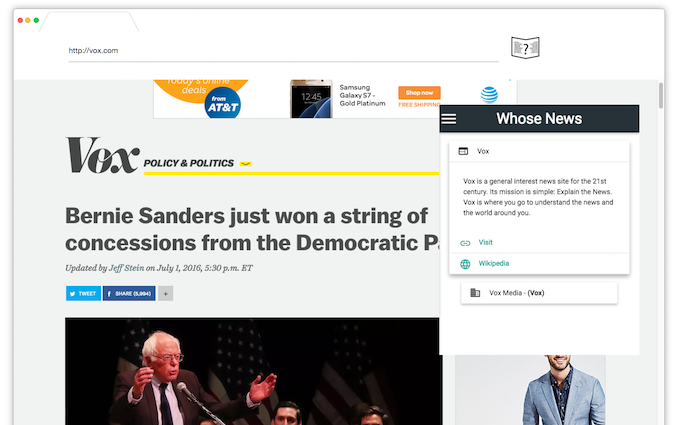 http://vox.com
?
Today's online
deals
from
AT&T
Samsung
Galaxy S7 -
Gold Platinum
Shop now
FREE SHIPPING
Whose News
Vox
Vox is a general interest news site for the 21st
century. Its mission is simple: Explain the News.
Vox is where you go to understand the news and
the world around you.
Visit
Wikipedia
Vox Media - (Vox)
Vox POLICY & POLITICS
Bernie Sanders just won a string of
concessions from the Democratic Pa
Updated by Jeff Stein on July 1, 2016, 5:30 p.m. ET
TWEET
f SHARE (5,994)
+